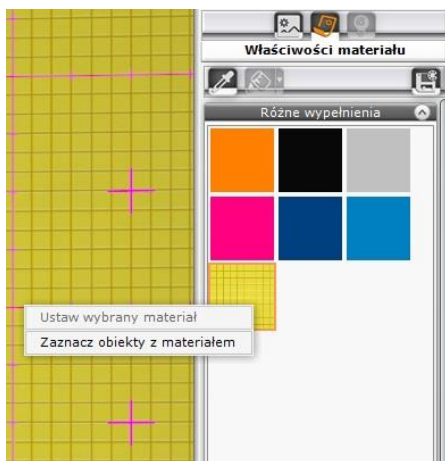 Właściwości materiału
Różne wypełnienia
Ustaw wybrany materiał
Zaznacz obiekty z materiałem